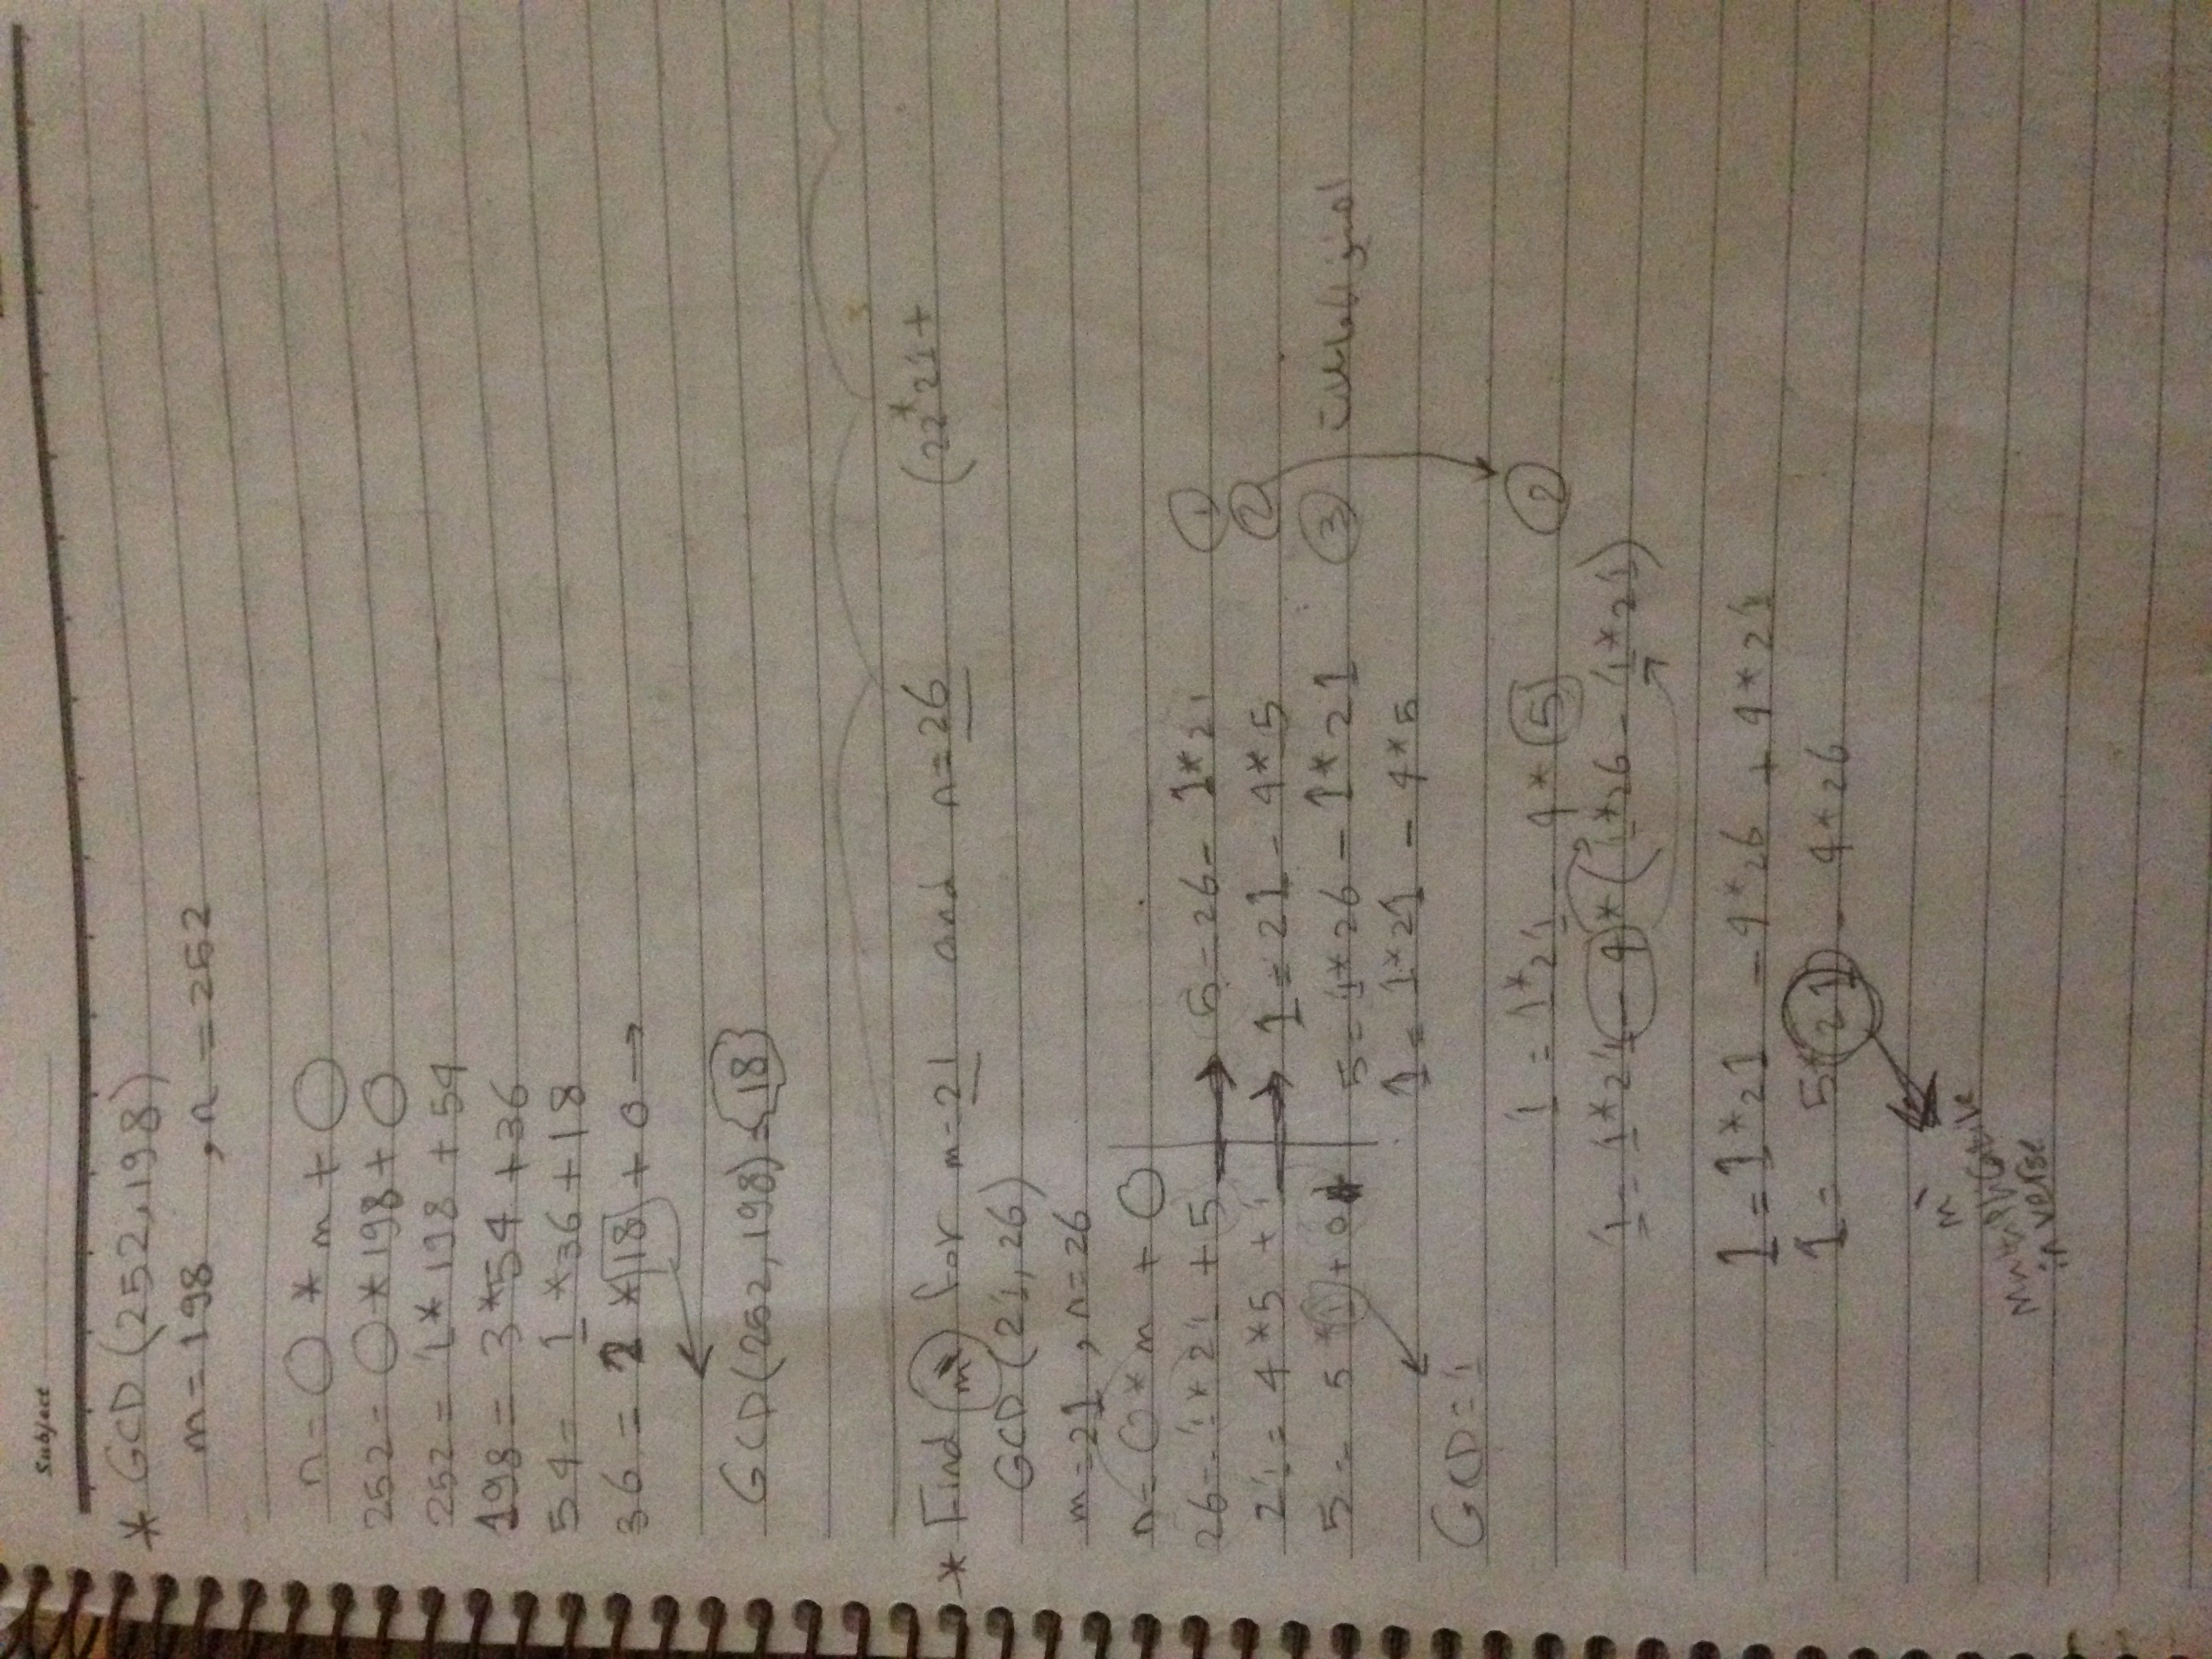 Subject
* GCD (252,198)
m = 198 , n = 252
n = ○ * m + ○
252 = ○ * 198 + ○
252 = 1 * 198 + 54
198 = 3 * 54 + 36
54 = 1 * 36 + 18
36 = 2 * 18 + 0 →
GCD(252,198) = 18
* Find m` for m = 21 and n = 26 (22*21+
GCD (21, 26)
m = 21 , n = 26
n = ○ * m + ○
26 = 1 * 21 + 5 → 5 = 26 - 1*21 ①
21 = 4 * 5 + 1 → 1 = 21 - 4*5 ②
5 = 5 * 1 + 0 5 = 1*26 - 1*21 ③
1 = 1*21 - 4*5
GCD = 1
1 = 1*21 - 4 * 5 ②
1 = 1*21 - 4 * (1*26 - 1*21)
1 = 1*21 - 4*26 + 4*21
1 = 5*21 - 4*26
m`
Multiplicative
inverse